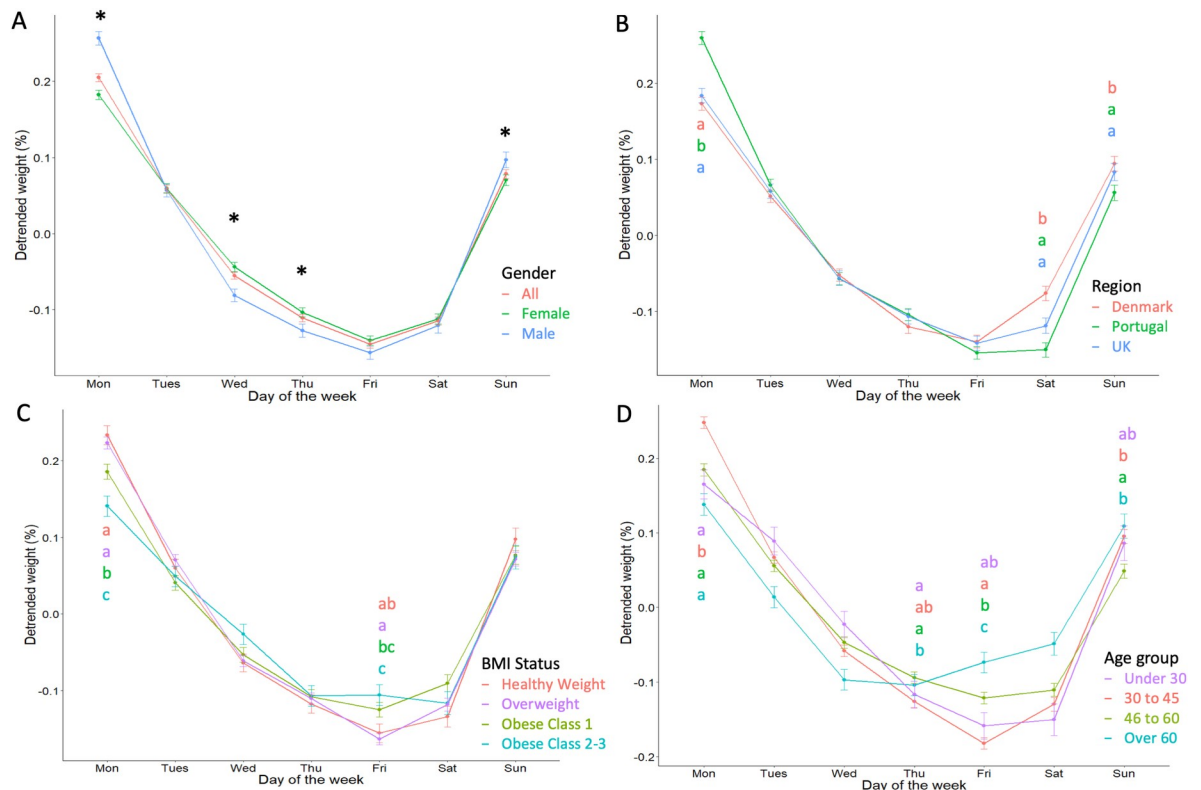 A
*
0.2
0.1
0.0
-0.1
Detrended weight (%)
*
*
*
Gender
All
Female
Male
Mon
Tues
Wed
Thu
Fri
Sat
Sun
Day of the week
B
0.2
0.1
0.0
-0.1
Detrended weight (%)
a
b
a
b
a
a
b
a
a
Region
Denmark
Portugal
UK
Mon
Tues
Wed
Thu
Fri
Sat
Sun
Day of the week
C
0.2
0.1
0.0
-0.1
Detrended weight (%)
a
a
b
c
ab
a
bc
c
BMI Status
Healthy Weight
Overweight
Obese Class 1
Obese Class 2-3
Mon
Tues
Wed
Thu
Fri
Sat
Sun
Day of the week
D
0.2
0.1
0.0
-0.1
-0.2
Detrended weight (%)
a
b
a
a
a
ab
a
b
ab
a
b
c
ab
b
a
b
Age group
Under 30
30 to 45
46 to 60
Over 60
Mon
Tues
Wed
Thu
Fri
Sat
Sun
Day of the week